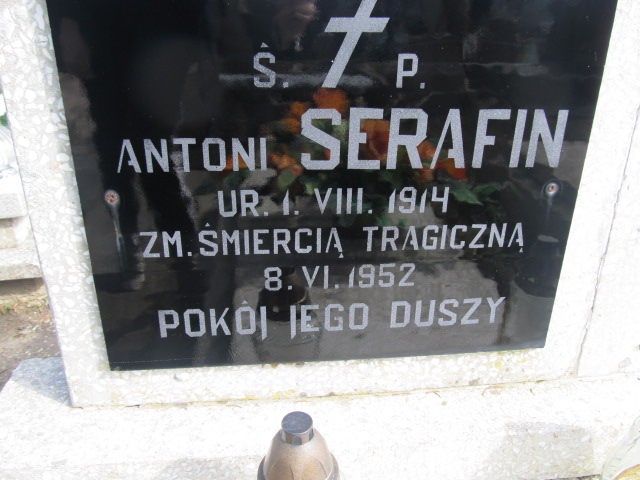 Ś. P.
ANTONI SERAFIN
UR. 1. VIII. 1914
ZM. ŚMIERCIĄ TRAGICZNĄ
8. VI. 1952
POKÓJ JEGO DUSZY